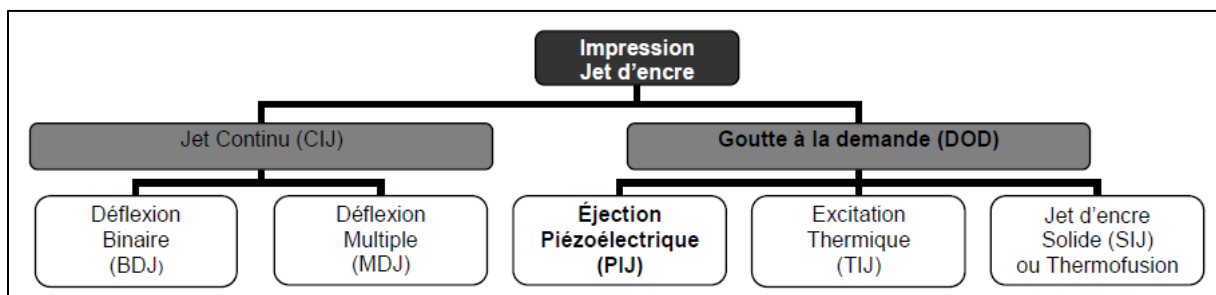 Impression
Jet d'encre
Jet Continu (CIJ)
Goutte à la demande (DOD)
Déflexion
Binaire
(BDJ)
Déflexion
Multiple
(MDJ)
Éjection
Piézoélectrique
(PIJ)
Excitation
Thermique
(TIJ)
Jet d'encre
Solide (SIJ)
ou Thermofusion